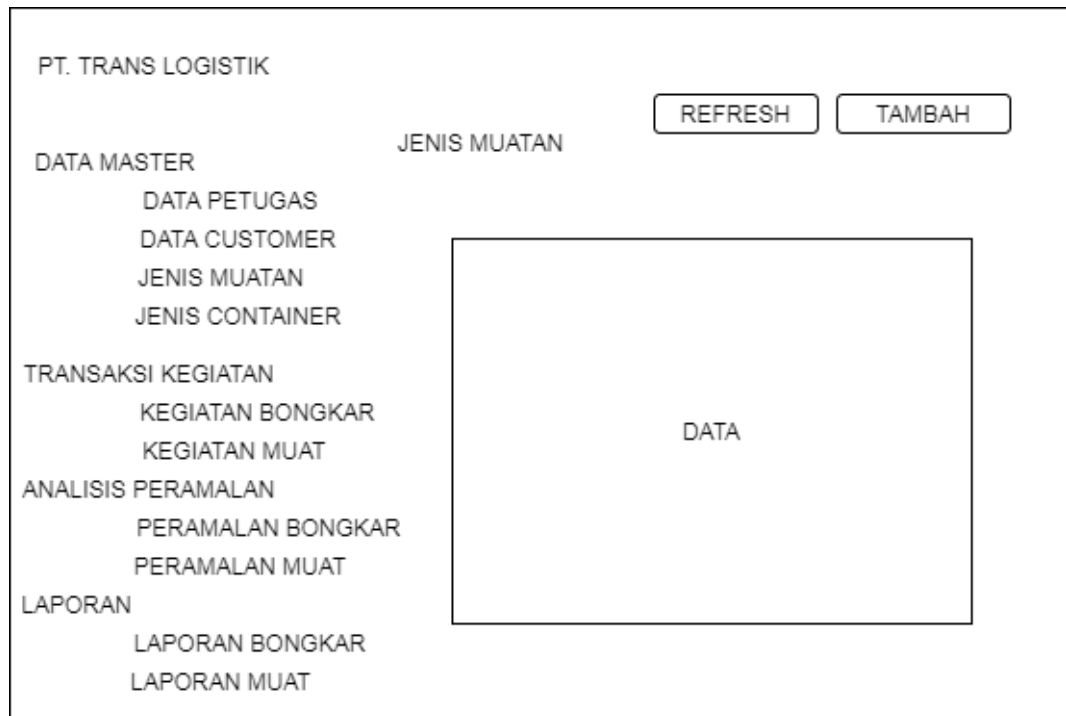 PT. TRANS LOGISTIK
REFRESH
TAMBAH
JENIS MUATAN
DATA MASTER
DATA PETUGAS
DATA CUSTOMER
JENIS MUATAN
JENIS CONTAINER
TRANSAKSI KEGIATAN
KEGIATAN BONGKAR
KEGIATAN MUAT
ANALISIS PERAMALAN
PERAMALAN BONGKAR
PERAMALAN MUAT
LAPORAN
LAPORAN BONGKAR
LAPORAN MUAT
DATA